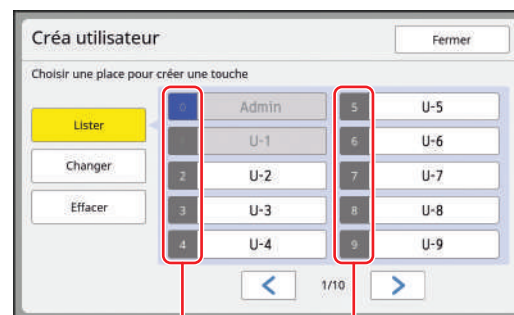 Créa utilisateur
Fermer
Choisir une place pour créer une touche
Lister
Changer
Effacer
0 Admin
U-1
2 U-2
3 U-3
4 U-4
5 U-5
6 U-6
7 U-7
8 U-8
9 U-9
< 1/10 >